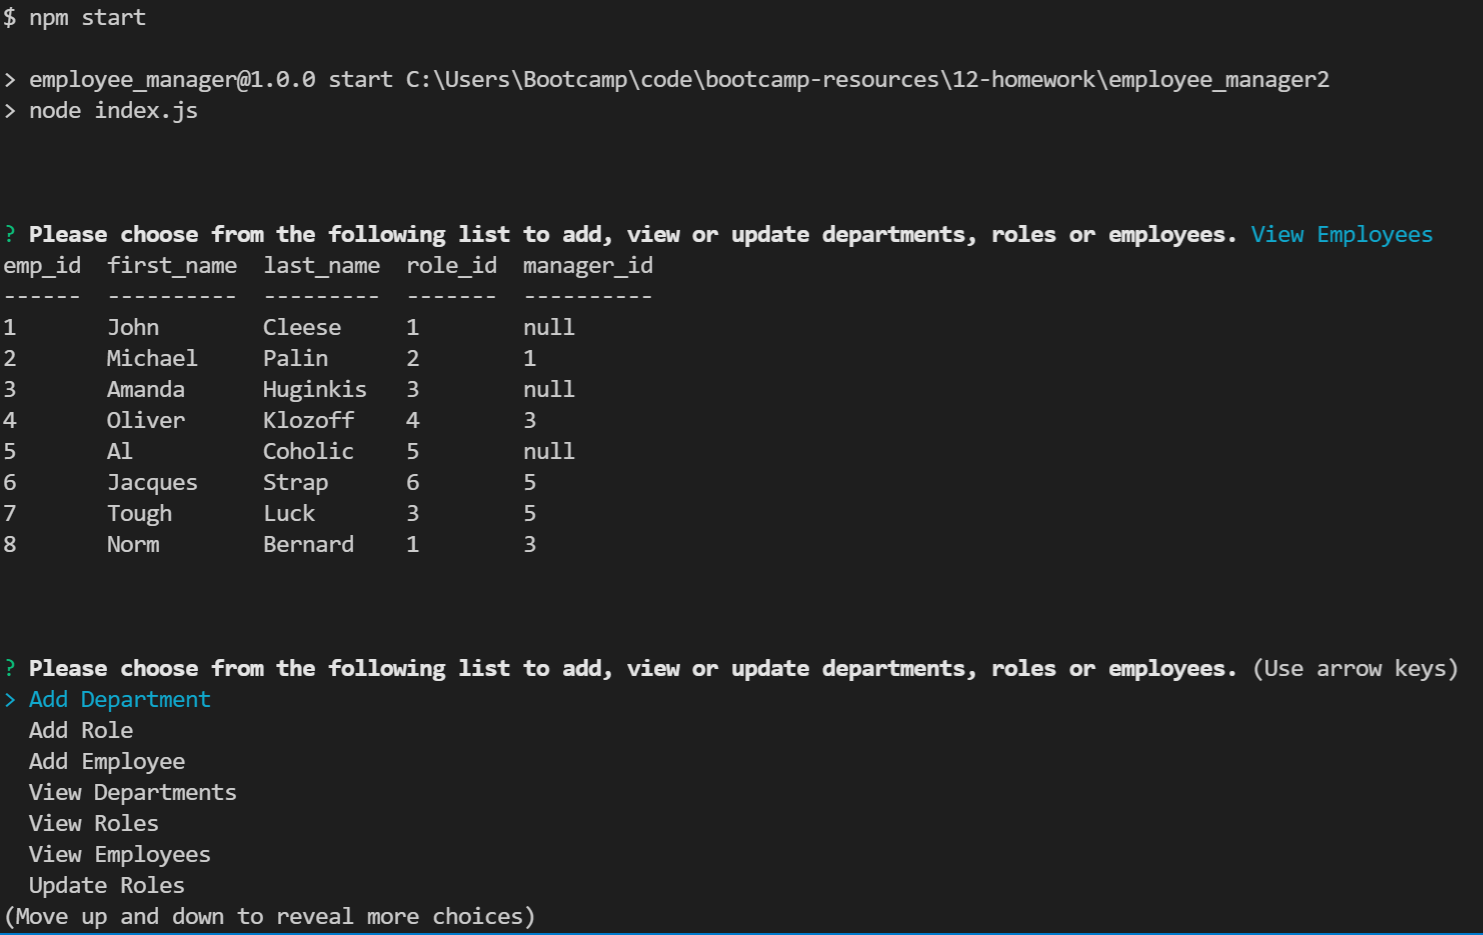 $ npm start
> employee_manager@1.0.0 start C:\Users\Bootcamp\code\bootcamp-resources\12-homework\employee_manager2
> node index.js
? Please choose from the following list to add, view or update departments, roles or employees. View Employees
emp_id  first_name  last_name  role_id  manager_id
------  ----------  ---------  -------  ----------
1       John        Cleese     1        null
2       Michael     Palin      2        1
3       Amanda      Huginkis   3        null
4       Oliver      Klozoff    4        3
5       Al          Coholic    5        null
6       Jacques     Strap      6        5
7       Tough       Luck       3        5
8       Norm        Bernard    1        3
? Please choose from the following list to add, view or update departments, roles or employees. (Use arrow keys)
> Add Department
  Add Role
  Add Employee
  View Departments
  View Roles
  View Employees
  Update Roles
(Move up and down to reveal more choices)